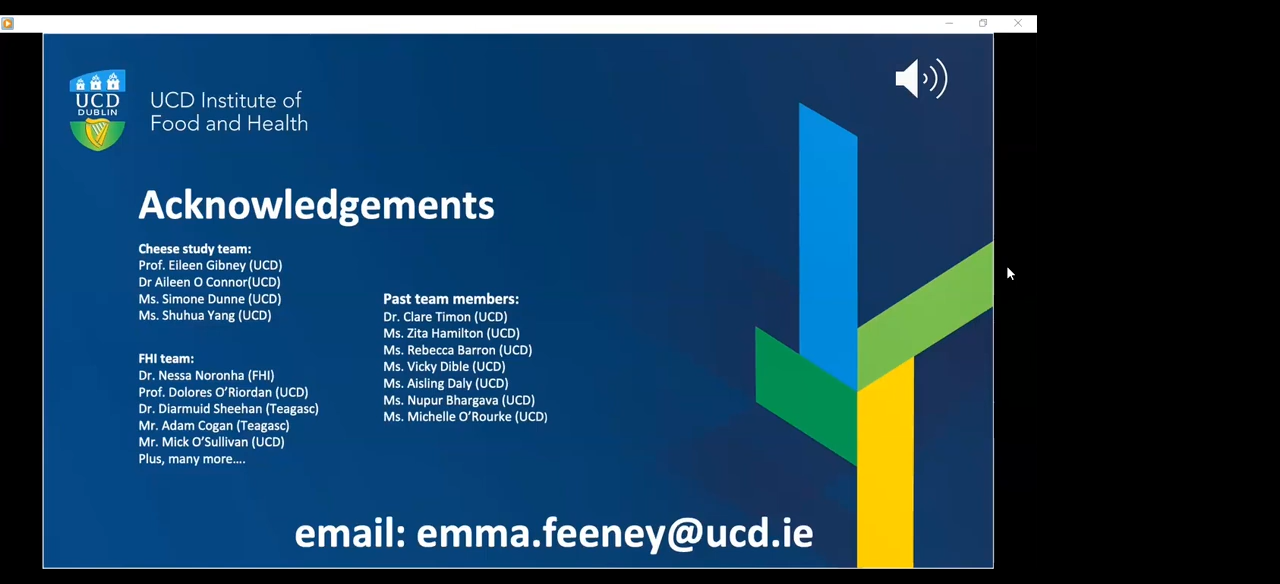 UCD
DUBLIN
UCD Institute of
Food and Health
Acknowledgements
Cheese study team:
Prof. Eileen Gibney (UCD)
Dr Aileen O Connor(UCD)
Ms. Simone Dunne (UCD)
Ms. Shuhua Yang (UCD)
FHI team:
Dr. Nessa Noronha (FHI)
Prof. Dolores O’Riordan (UCD)
Dr. Diarmuid Sheehan (Teagasc)
Mr. Adam Cogan (Teagasc)
Mr. Mick O’Sullivan (UCD)
Plus, many more....
Past team members:
Dr. Clare Timon (UCD)
Ms. Zita Hamilton (UCD)
Ms. Rebecca Barron (UCD)
Ms. Vicky Dible (UCD)
Ms. Aisling Daly (UCD)
Ms. Nupur Bhargava (UCD)
Ms. Michelle O’Rourke (UCD)
email: emma.feeney@ucd.ie